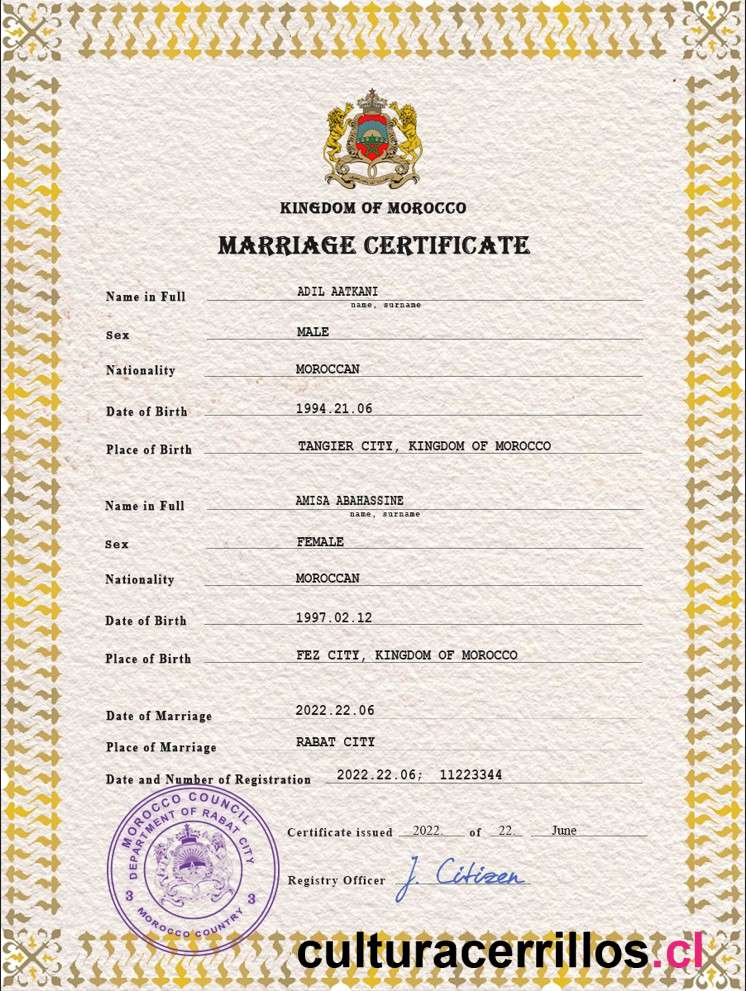 KINGDOM OF MOROCCO
MARRIAGE CERTIFICATE
Name in Full ADIL AATKANI
name, surname
Sex MALE
Nationality MOROCCAN
Date of Birth 1994.21.06
Place of Birth TANGIER CITY, KINGDOM OF MOROCCO
Name in Full AMISA ABAHASSINE
name, surname
Sex FEMALE
Nationality MOROCCAN
Date of Birth 1997.02.12
Place of Birth FEZ CITY, KINGDOM OF MOROCCO
Date of Marriage 2022.22.06
Place of Marriage RABAT CITY
Date and Number of Registration 2022.22.06; 11223344
MOROCCO COUNCIL
DEPARTMENT OF RABAT CITY
3 3
MOROCCO COUNTRY
Certificate issued 2022. of 22. June
Registry Officer J. Citizen
culturacerrillos.cl